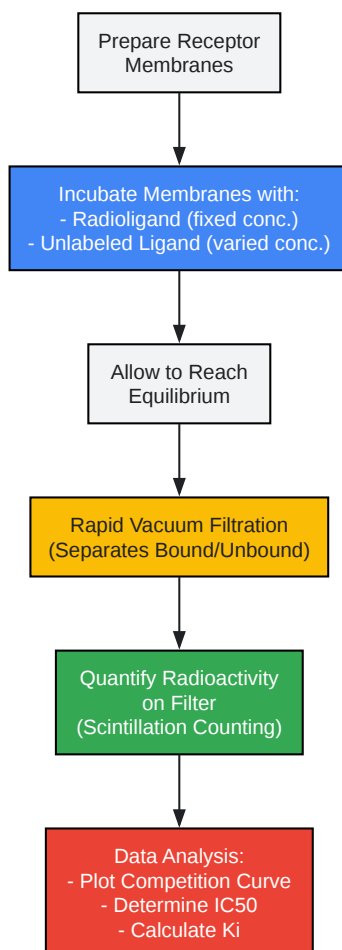 Prepare Receptor
Membranes
Incubate Membranes with:
- Radioligand (fixed conc.)
- Unlabeled Ligand (varied conc.)
Allow to Reach
Equilibrium
Rapid Vacuum Filtration
(Separates Bound/Unbound)
Quantify Radioactivity
on Filter
(Scintillation Counting)
Data Analysis:
- Plot Competition Curve
- Determine IC50
- Calculate Ki